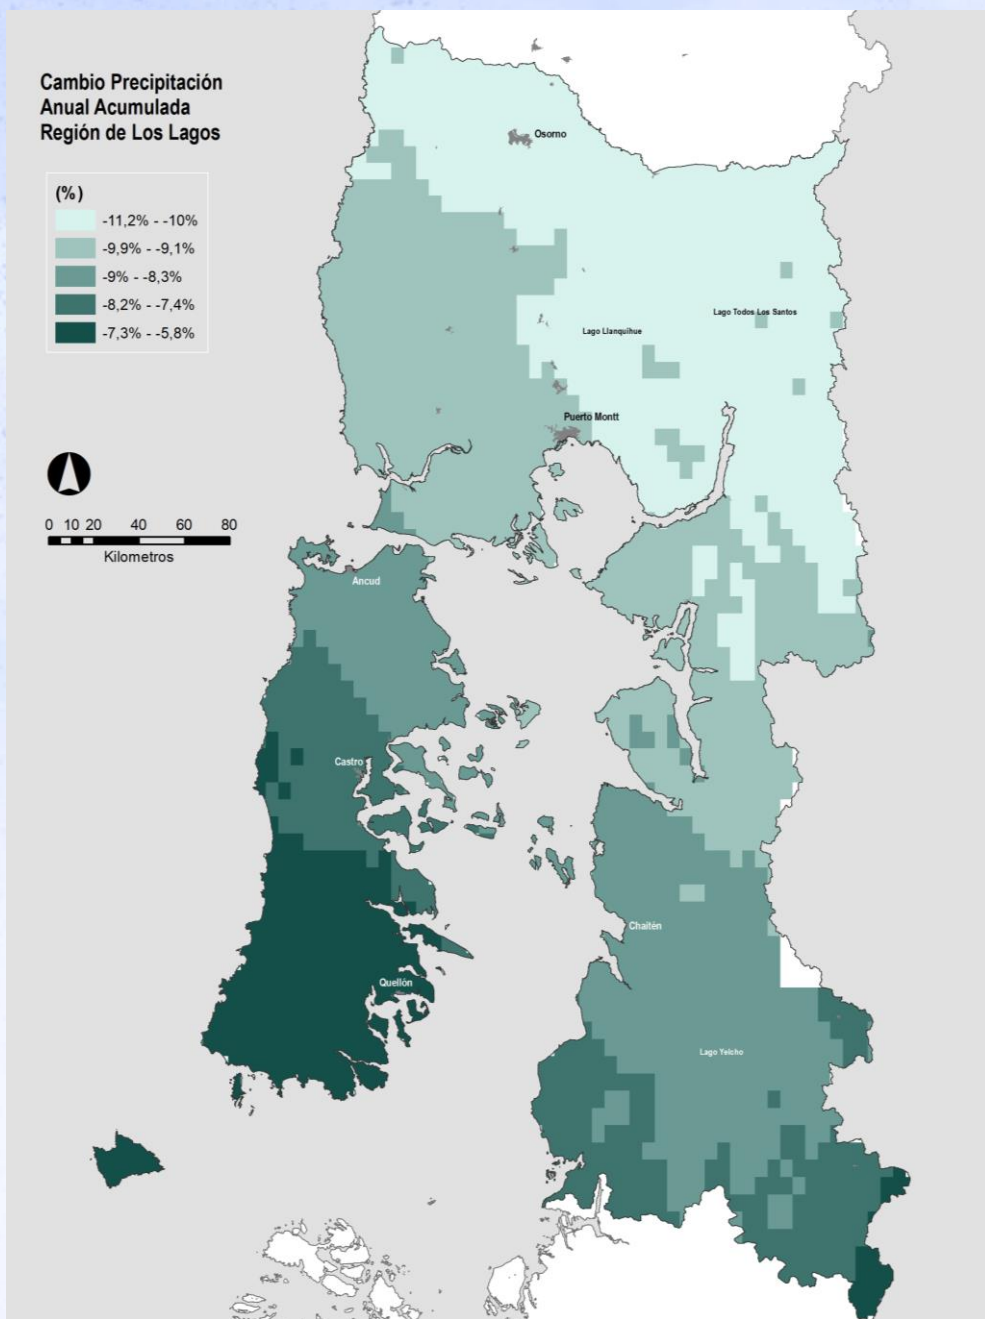 Cambio Precipitación
Anual Acumulada
Región de Los Lagos
(%)
-11,2% - -10%
-9,9% - -9,1%
-9% - -8,3%
-8,2% - -7,4%
-7,3% - -5,8%
0 10 20 40 60 80
Kilometros
Osorno
Lago Todos Los Santos
Lago Llanquihue
Puerto Montt
Ancud
Castro
Chaitén
Quellón
Lago Yelcho